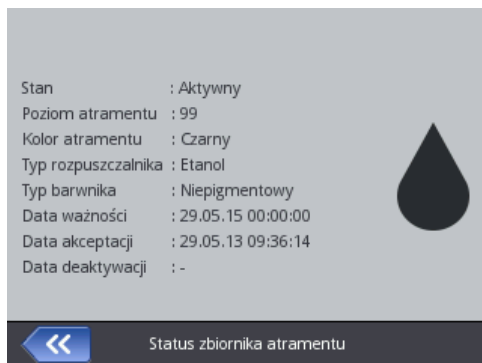 Stan : Aktywny
Poziom atramentu : 99
Kolor atramentu : Czarny
Typ rozpuszczalnika : Etanol
Typ barwnika : Niepigmentowy
Data ważności : 29.05.15 00:00:00
Data akceptacji : 29.05.13 09:36:14
Data deaktywacji : -
Status zbiornika atramentu